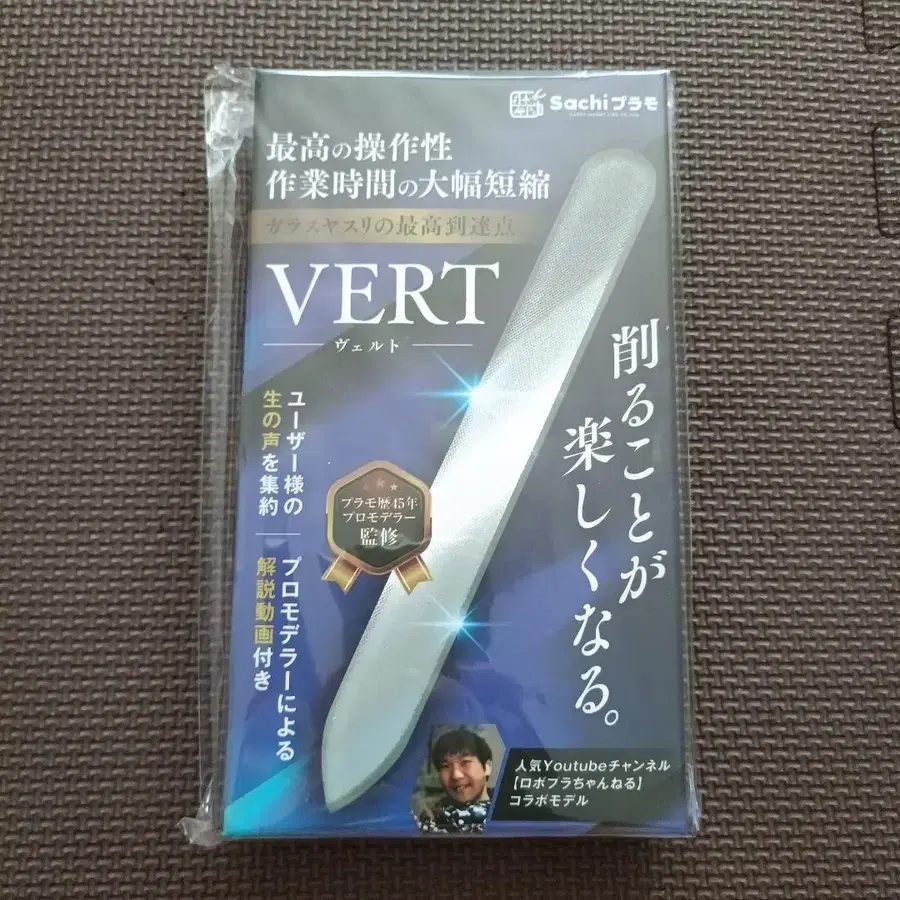 Sachiプラモ
最高の操作性
作業時間の大幅短縮
ガラスヤスリの最高到達点
VERT
ヴェルト
削ることが
楽しくなる。
ユーザー様の
生の声を集約
プロモデラーによる
解説動画付き
プラモ歴45年
プロモデラー
監修
人気Youtubeチャンネル
【ロボプラちゃんねる】
コラボモデル